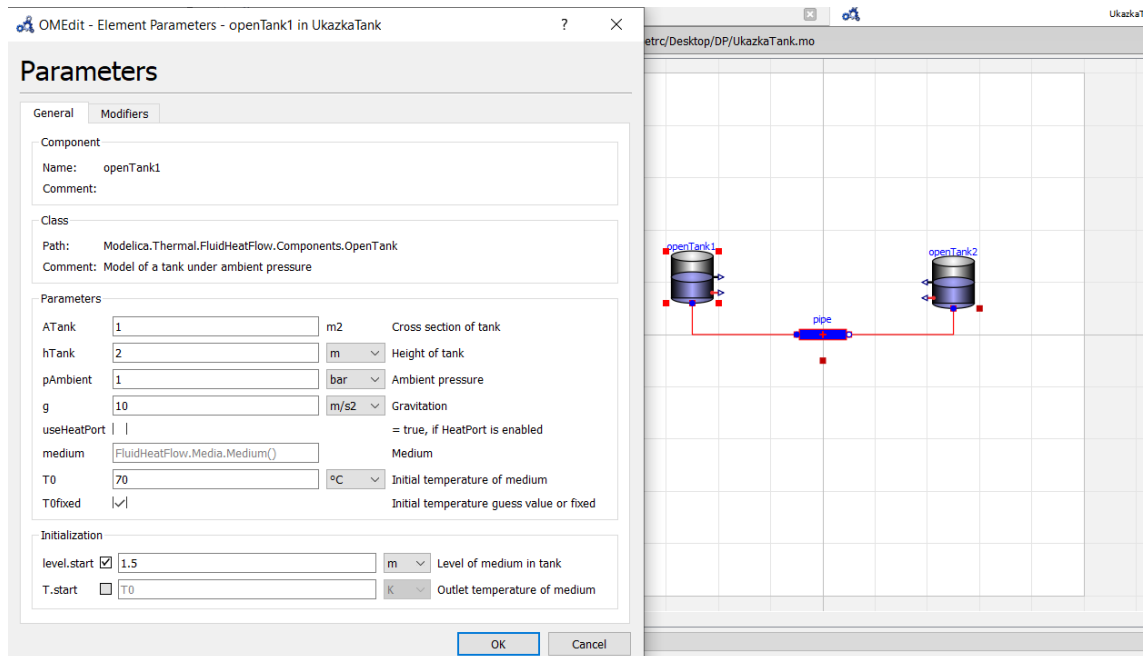 OMEdit - Element Parameters - openTank1 in UkazkaTank
Parameters
General Modifiers
Component
Name: openTank1
Comment:
Class
Path: Modelica.Thermal.FluidHeatFlow.Components.OpenTank
Comment: Model of a tank under ambient pressure
Parameters
ATank 1 m2 Cross section of tank
hTank 2 m Height of tank
pAmbient 1 bar Ambient pressure
g 10 m/s2 Gravitation
useHeatPort = true, if HeatPort is enabled
medium FluidHeatFlow.Media.Medium() Medium
T0 70 °C Initial temperature of medium
T0fixed Initial temperature guess value or fixed
Initialization
level.start 1.5 m Level of medium in tank
T.start T0 K Outlet temperature of medium
OK Cancel
UkazkaT
etrc/Desktop/DP/UkazkaTank.mo
openTank1
openTank2
pipe